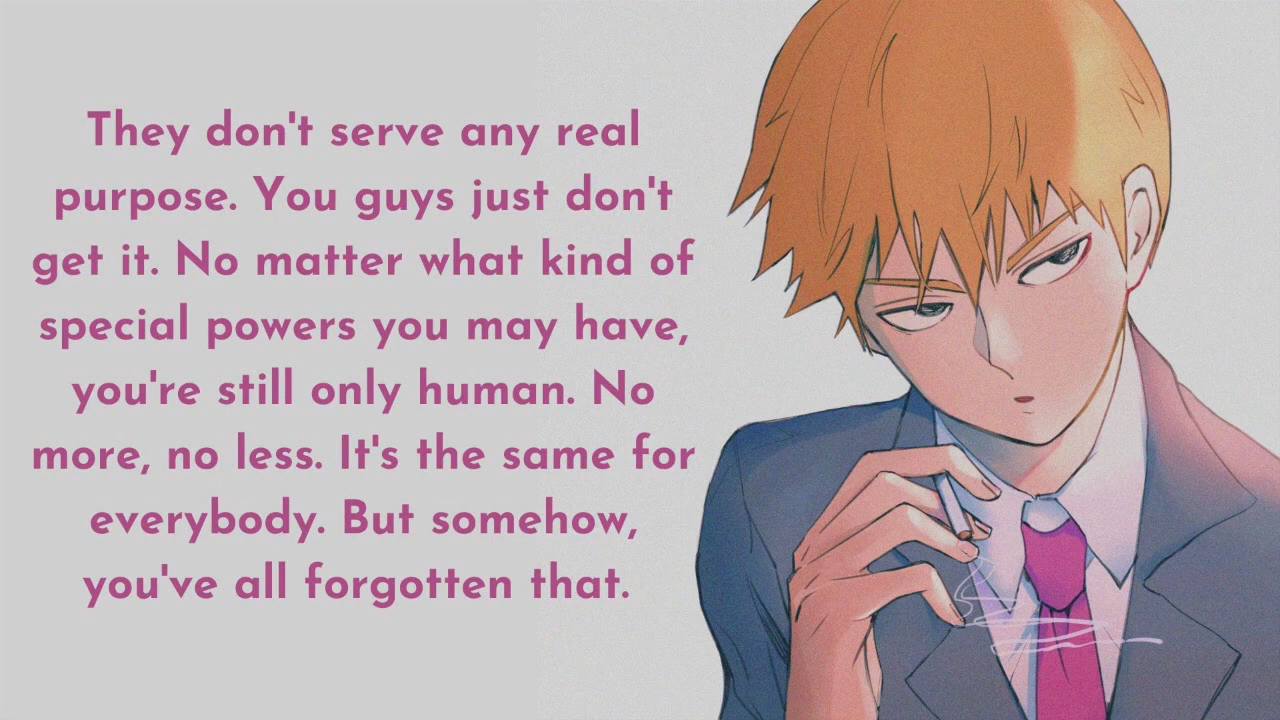 They don't serve any real
purpose. You guys just don't
get it. No matter what kind of
special powers you may have,
you're still only human. No
more, no less. It's the same for
everybody. But somehow,
you've all forgotten that.